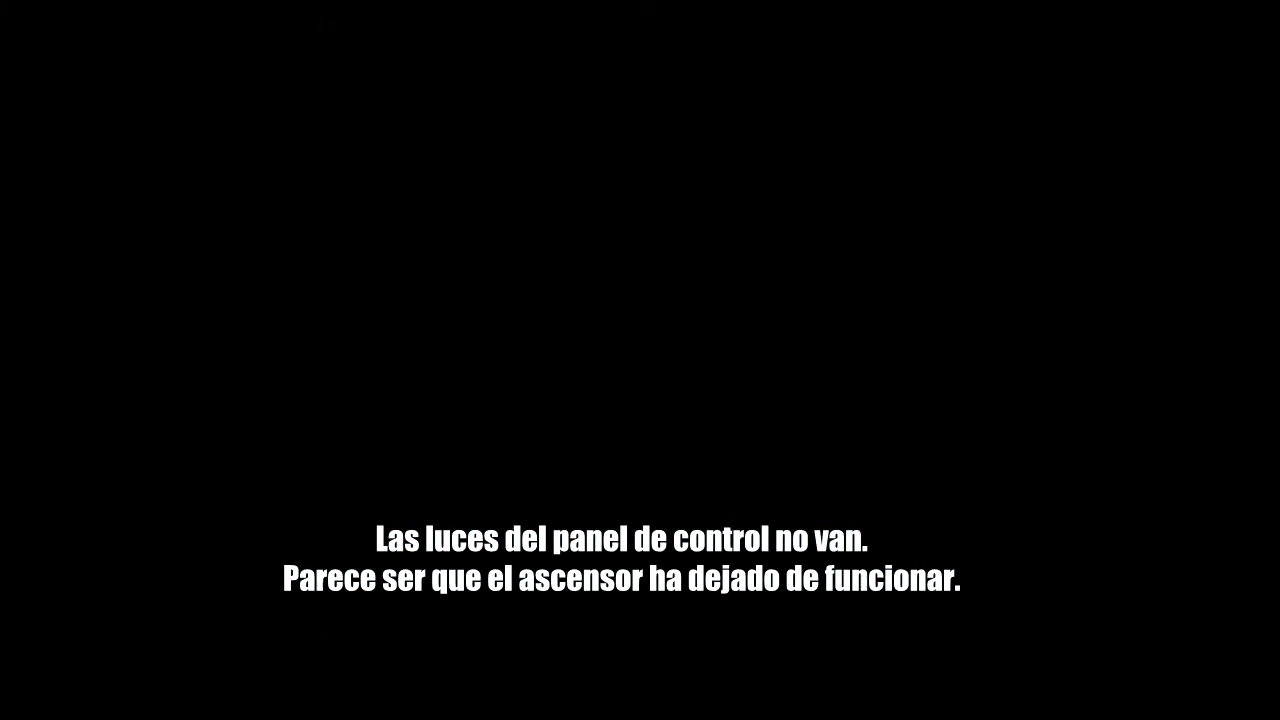 Las luces del panel de control no van.
Parece ser que el ascensor ha dejado de funcionar.